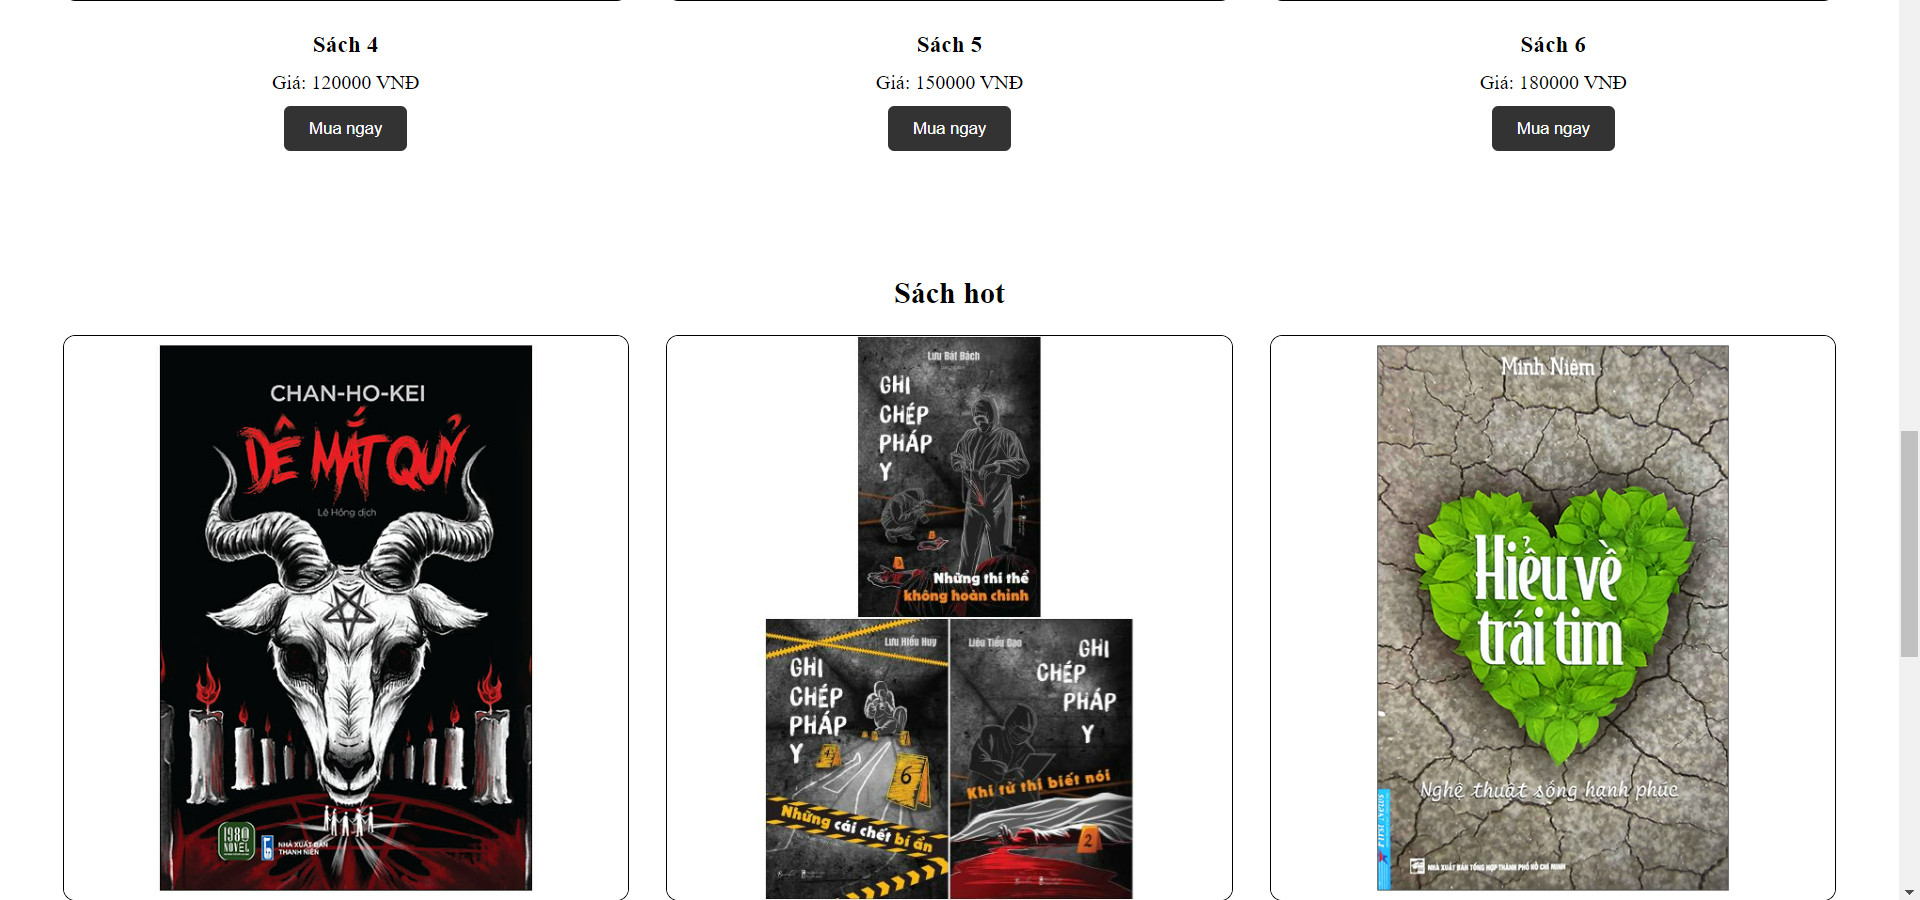 Sách 4
Giá: 120000 VNĐ
Mua ngay
Sách 5
Giá: 150000 VNĐ
Mua ngay
Sách 6
Giá: 180000 VNĐ
Mua ngay
Sách hot
CHAN-HO-KEI
DÊ MẮT QUỶ
Lê Hồng dịch
1980
NOVEL
NHÀ XUẤT BẢN
THANH NIÊN
Lưu Bát Bách
GHI
CHÉP
PHÁP
Y
Những thi thể
không hoàn chỉnh
Lưu Hiểu Huy
GHI
CHÉP
PHÁP
Y
6
Những cái chết bí ẩn
Liêu Tiểu Đao
GHI
CHÉP
PHÁP
Y
Khi tử thi biết nói
2
Minh Niệm
Hiểu về
trái tim
Nghệ thuật sống hạnh phúc
First News
NHÀ XUẤT BẢN TỔNG HỢP THÀNH PHỐ HỒ CHÍ MINH